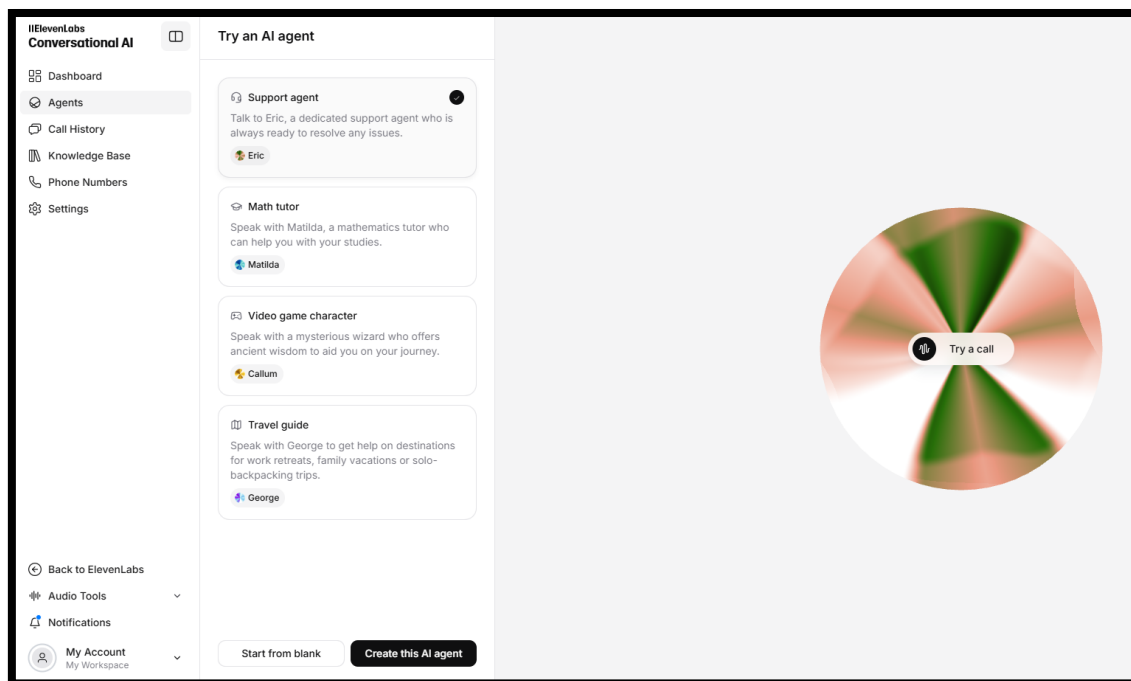 IIElevenLabs
Conversational AI
Dashboard
Agents
Call History
Knowledge Base
Phone Numbers
Settings
Back to ElevenLabs
Audio Tools
Notifications
My Account
My Workspace
Try an AI agent
Support agent
Talk to Eric, a dedicated support agent who is
always ready to resolve any issues.
Eric
Math tutor
Speak with Matilda, a mathematics tutor who
can help you with your studies.
Matilda
Video game character
Speak with a mysterious wizard who offers
ancient wisdom to aid you on your journey.
Callum
Travel guide
Speak with George to get help on destinations
for work retreats, family vacations or solo-
backpacking trips.
George
Start from blank
Create this AI agent
Try a call